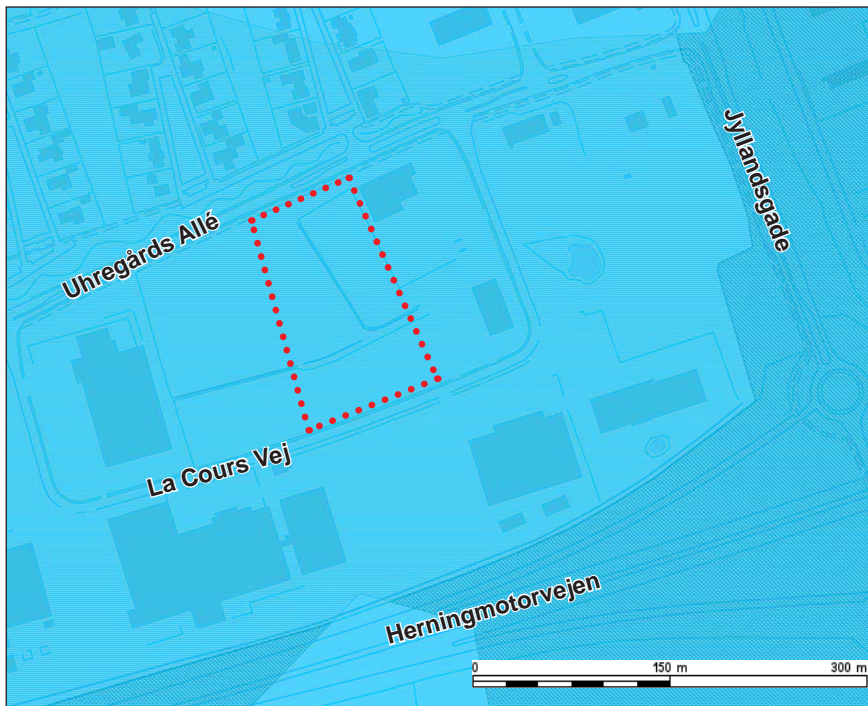 Jyllandsgade
Uhregårds Allé
La Cours Vej
Herningmotorvejen
0 150 m 300 m